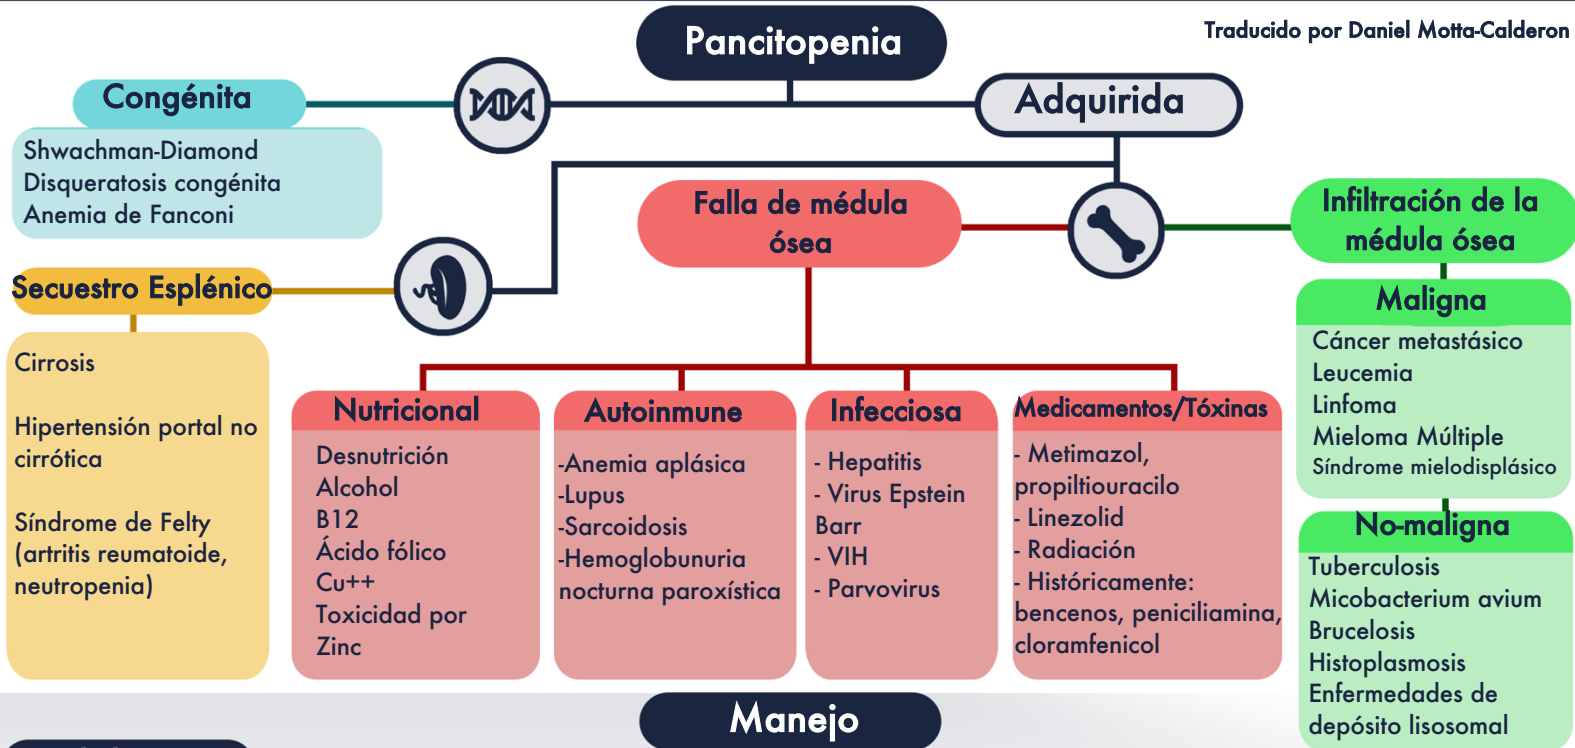 Pancitopenia
Traducido por Daniel Motta-Calderon
Congénita
Adquirida
Shwachman-Diamond
Disqueratosis congénita
Anemia de Fanconi
Falla de médula
ósea
Infiltración de la
médula ósea
Secuestro Esplénico
Cirrosis
Hipertensión portal no
cirrótica
Síndrome de Felty
(artritis reumatoide,
neutropenia)
Nutricional
Desnutrición
Alcohol
B12
Ácido fólico
Cu++
Toxicidad por
Zinc
Autoinmune
-Anemia aplásica
-Lupus
-Sarcoidosis
-Hemoglobunuria
nocturna paroxística
Infecciosa
- Hepatitis
- Virus Epstein
Barr
- VIH
- Parvovirus
Medicamentos/Tóxinas
- Metimazol,
propiltiouracilo
- Linezolid
- Radiación
- Históricamente:
bencenos, peniciliamina,
cloramfenicol
Maligna
Cáncer metastásico
Leucemia
Linfoma
Mieloma Múltiple
Síndrome mielodisplásico
No-maligna
Tuberculosis
Micobacterium avium
Brucelosis
Histoplasmosis
Enfermedades de
depósito lisosomal
Manejo